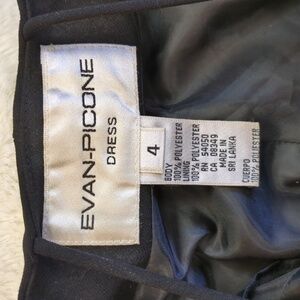 EVAN-PICONE
DRESS
4
BODY
100% POLYESTER
LINING
100% POLYESTER
RN 54050
CA 08349
MADE IN
SRI LANKA
CUERPO
100% POLYESTER